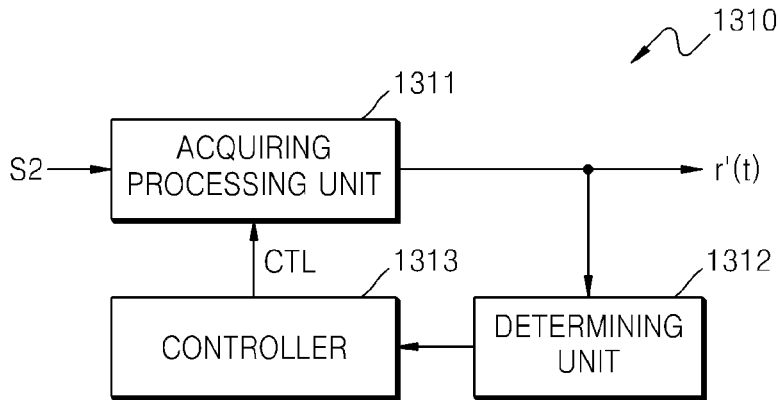 1310
1311
S2
ACQUIRING
PROCESSING UNIT
r'(t)
CTL
1313
1312
CONTROLLER
DETERMINING
UNIT